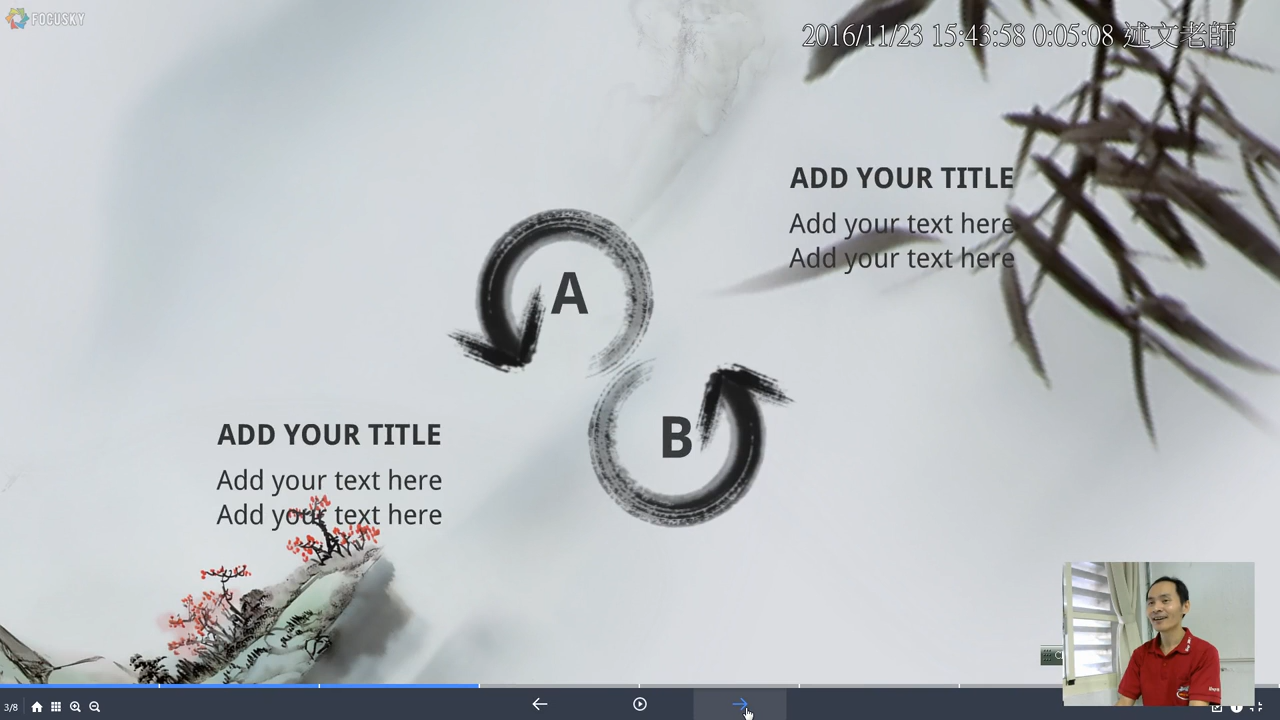 FOCUSKY
2016/11/23 15:43:58 0:05:08 述文老師
ADD YOUR TITLE
Add your text here
Add your text here
A
B
ADD YOUR TITLE
Add your text here
Add your text here
3/8